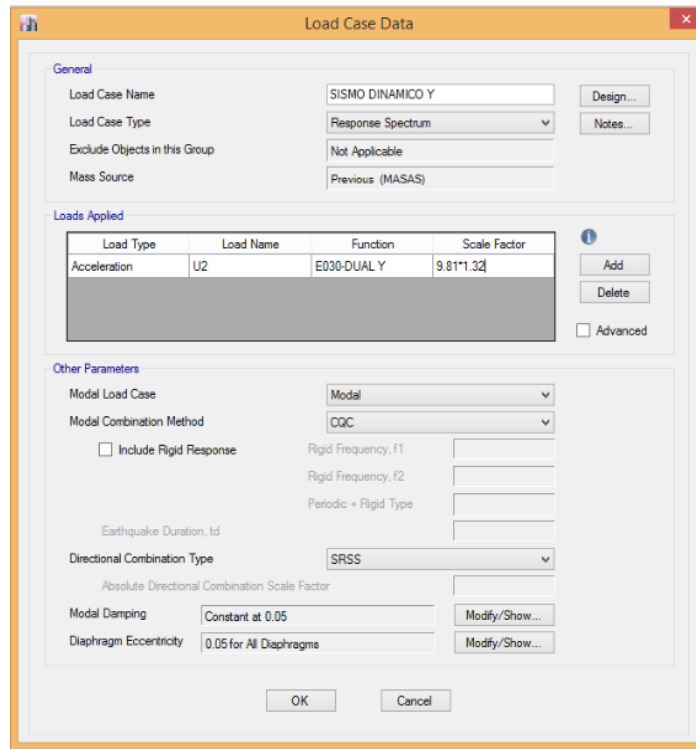 Load Case Data
General
Load Case Name SISMO DINAMICO Y Design...
Load Case Type Response Spectrum Notes...
Exclude Objects in this Group Not Applicable
Mass Source Previous (MASAS)
Loads Applied
Load Type Load Name Function Scale Factor
Acceleration U2 E030-DUAL Y 9.81*1.32
Add
Delete
Advanced
Other Parameters
Modal Load Case Modal
Modal Combination Method CQC
Include Rigid Response Rigid Frequency, f1
Rigid Frequency, f2
Periodic + Rigid Type
Earthquake Duration, td
Directional Combination Type SRSS
Absolute Directional Combination Scale Factor
Modal Damping Constant at 0.05 Modify/Show...
Diaphragm Eccentricity 0.05 for All Diaphragms Modify/Show...
OK Cancel